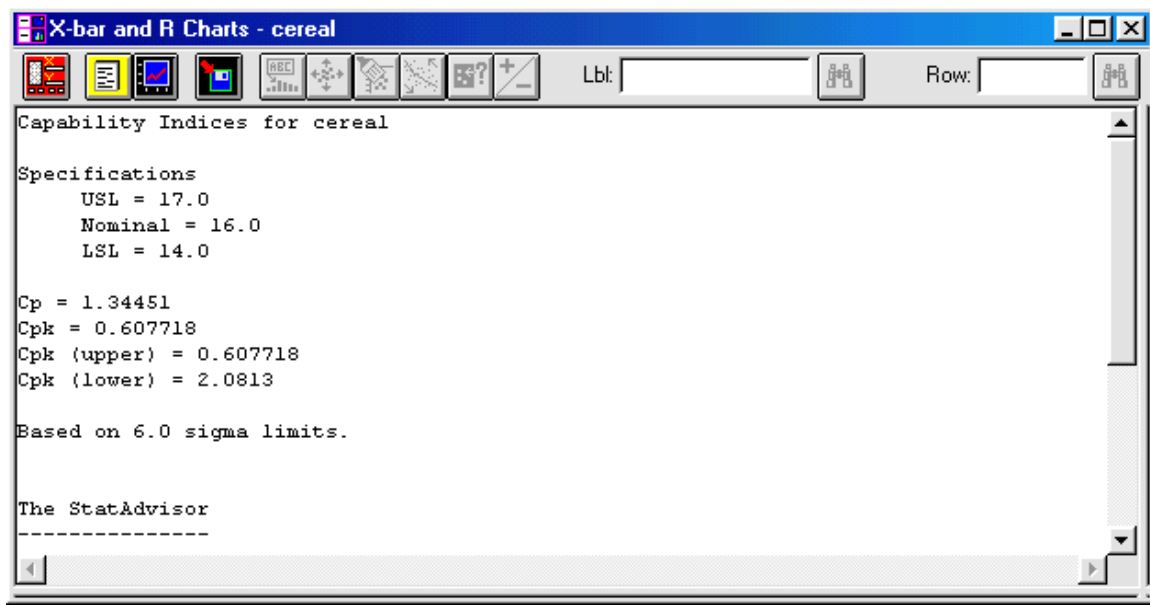 X-bar and R Charts - cereal
Lbl:
Row:
Capability Indices for cereal
Specifications
USL = 17.0
Nominal = 16.0
LSL = 14.0
Cp = 1.34451
Cpk = 0.607718
Cpk (upper) = 0.607718
Cpk (lower) = 2.0813
Based on 6.0 sigma limits.
The StatAdvisor
---------------